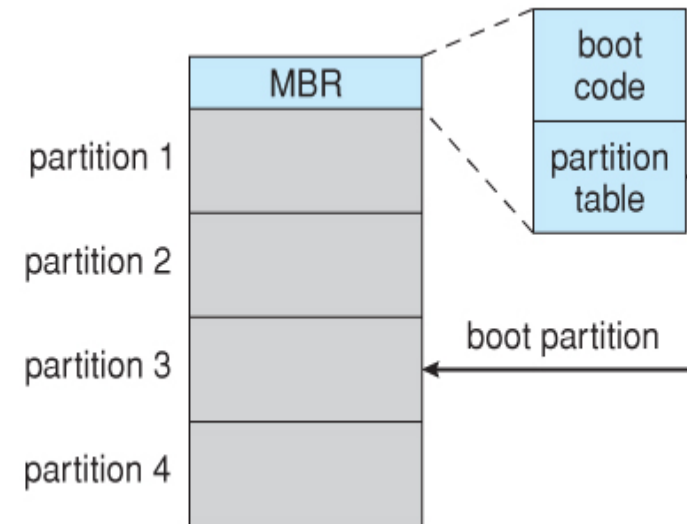 MBR
boot
code
partition
table
partition 1
partition 2
boot partition
partition 3
partition 4